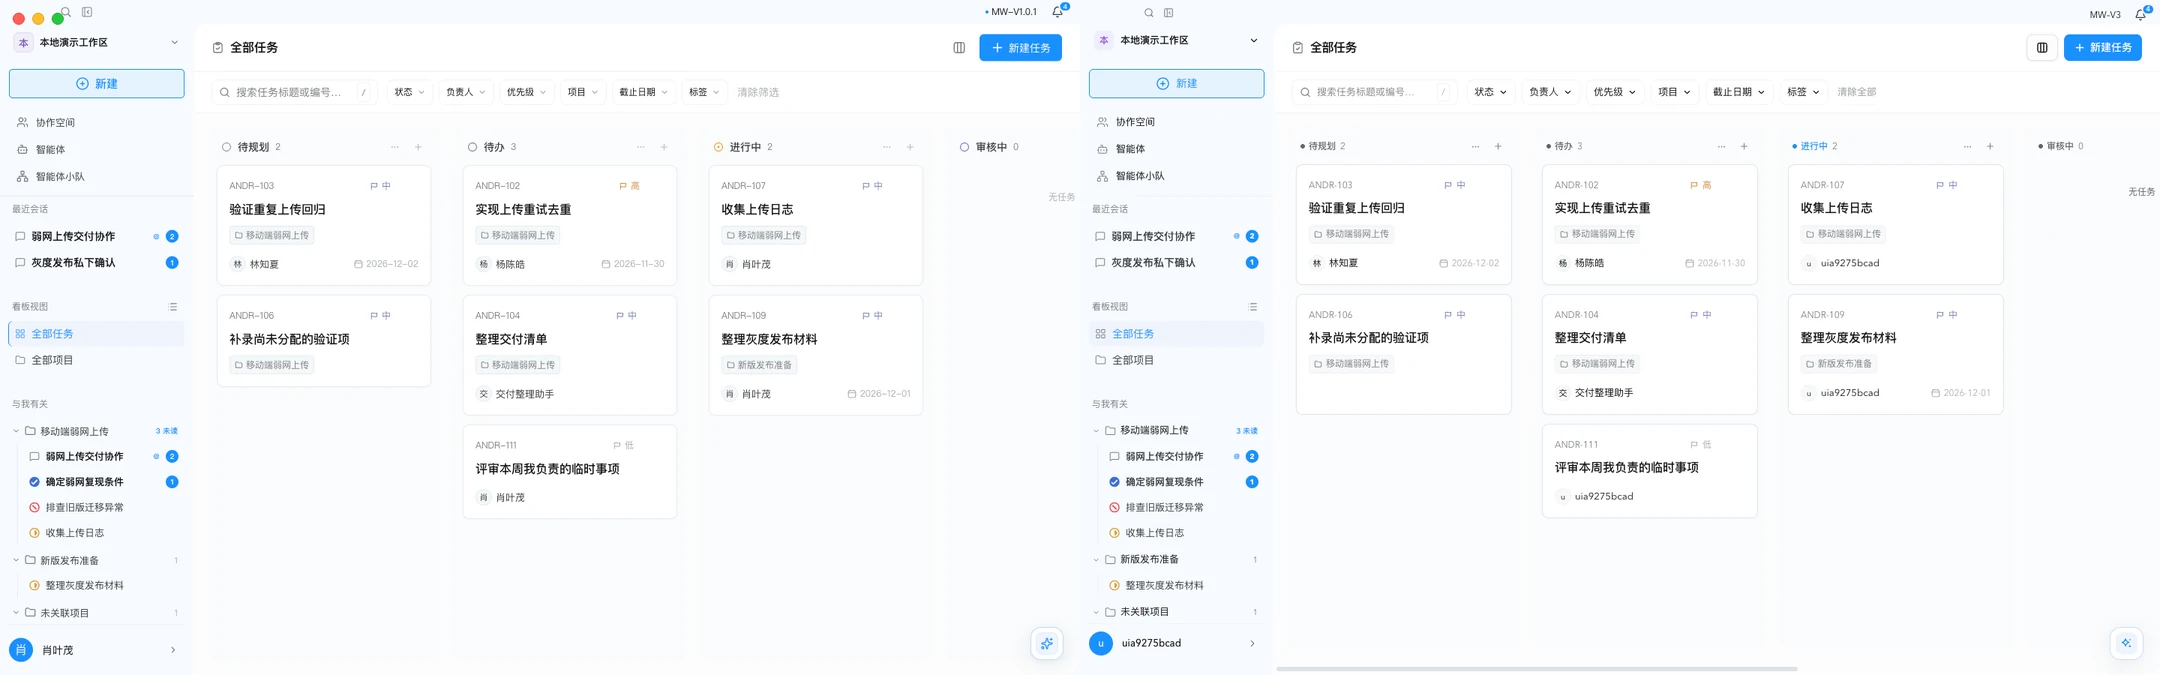 • MW–V1.0.1
4
本 本地演示工作区
新建
协作空间
智能体
智能体小队
最近会话
弱网上传交付协作 @ 2
灰度发布私下确认 1
看板视图
全部任务
全部项目
与我有关
移动端弱网上传 3 未读
弱网上传交付协作 @ 2
确定弱网复现条件 1
排查旧版迁移异常
收集上传日志
新版发布准备 1
整理灰度发布材料
未关联项目 1
肖 肖叶茂
全部任务
+ 新建任务
搜索任务标题或编号... /
状态 负责人 优先级 项目 截止日期 标签 清除筛选
待规划 2 ... +
ANDR–103 中
验证重复上传回归
移动端弱网上传
林 林知夏 2026–12–02
ANDR–106 中
补录尚未分配的验证项
移动端弱网上传
待办 3 ... +
ANDR–102 高
实现上传重试去重
移动端弱网上传
杨 杨陈皓 2026–11–30
ANDR–104 中
整理交付清单
移动端弱网上传
交 交付整理助手
ANDR–111 低
评审本周我负责的临时事项
肖 肖叶茂
进行中 2 ... +
ANDR–107 中
收集上传日志
移动端弱网上传
肖 肖叶茂
ANDR–109 中
整理灰度发布材料
新版发布准备
肖 肖叶茂 2026–12–01
审核中 0
无任务
MW-V3
4
本 本地演示工作区
新建
协作空间
智能体
智能体小队
最近会话
弱网上传交付协作 @ 2
灰度发布私下确认 1
看板视图
全部任务
全部项目
与我有关
移动端弱网上传 3 未读
弱网上传交付协作 @ 2
确定弱网复现条件 1
排查旧版迁移异常
收集上传日志
新版发布准备 1
整理灰度发布材料
未关联项目 1
u uia9275bcad
全部任务
+ 新建任务
搜索任务标题或编号... /
状态 负责人 优先级 项目 截止日期 标签 清除全部
• 待规划 2 ... +
ANDR-103 中
验证重复上传回归
移动端弱网上传
林 林知夏 2026-12-02
ANDR-106 中
补录尚未分配的验证项
移动端弱网上传
• 待办 3 ... +
ANDR-102 高
实现上传重试去重
移动端弱网上传
杨 杨陈皓 2026-11-30
ANDR-104 中
整理交付清单
移动端弱网上传
交 交付整理助手
ANDR-111 低
评审本周我负责的临时事项
u uia9275bcad
• 进行中 2 ... +
ANDR-107 中
收集上传日志
移动端弱网上传
u uia9275bcad
ANDR-109 中
整理灰度发布材料
新版发布准备
u uia9275bcad 2026-12-01
• 审核中 0
无任务